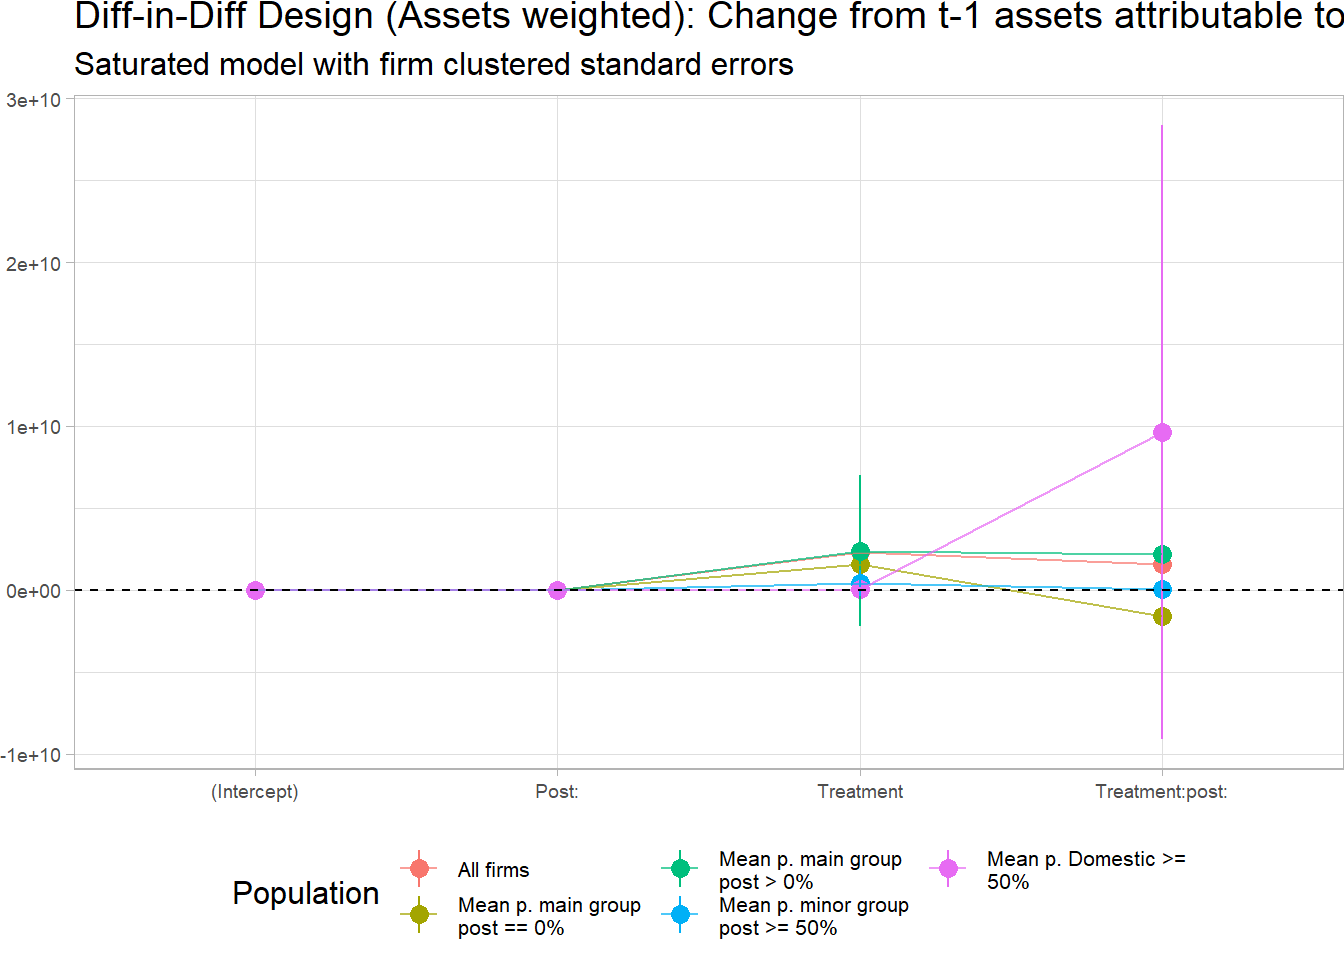 Diff-in-Diff Design (Assets weighted): Change from t-1 assets attributable to
Saturated model with firm clustered standard errors
3e+10
2e+10
1e+10
0e+00
-1e+10
(Intercept)
Post:
Treatment
Treatment:post:
Population
All firms
Mean p. main group
post == 0%
Mean p. main group
post > 0%
Mean p. minor group
post >= 50%
Mean p. Domestic >=
50%